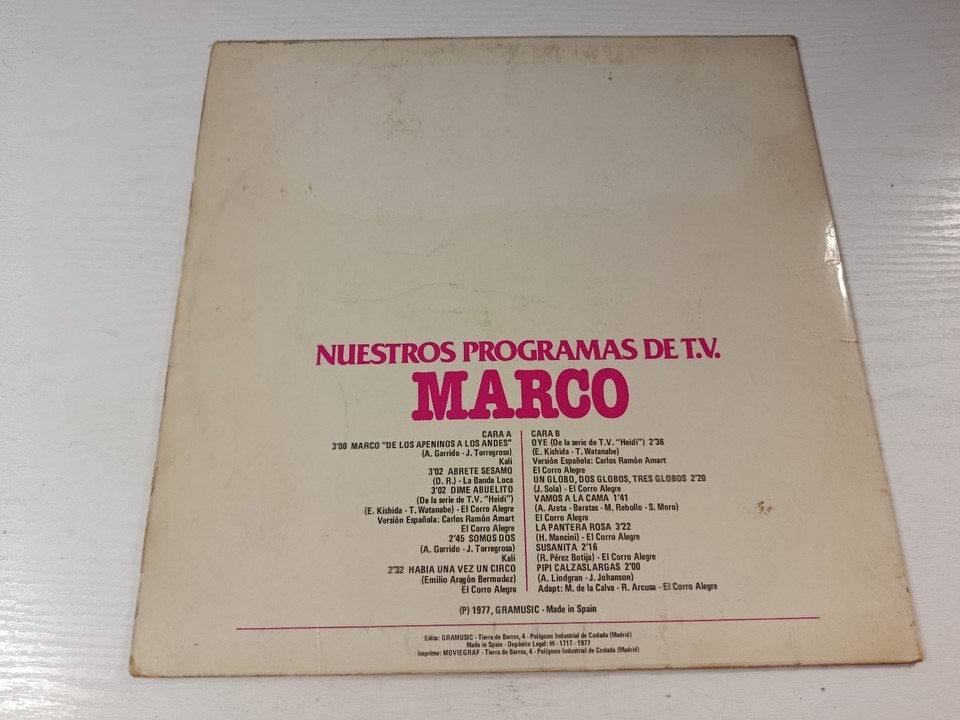 NUESTROS PROGRAMAS DE T.V.
MARCO
CARA A
3'00 MARCO "DE LOS APENINOS A LOS ANDES"
(A. Garrido - J. Torregrosa)
Kali
3'02 ABRETE SESAMO
(D. R.) - La Banda Loca
3'02 DIME ABUELITO
(De la serie de T.V. "Heidi")
(E. Kishida - T. Watanabe) - El Corro Alegre
Versión Española: Carlos Ramón Amart
El Corro Alegre
2'45 SOMOS DOS
(A. Garrido - J. Torregrosa)
Kali
2'32 HABIA UNA VEZ UN CIRCO
(Emilio Aragón Bermudez)
El Corro Alegre
CARA B
OYE (De la serie de T.V. "Heidi") 2'36
(E. Kishida - T. Watanabe)
Versión Española: Carlos Ramón Amart
El Corro Alegre
UN GLOBO, DOS GLOBOS, TRES GLOBOS 2'20
(J. Sola) - El Corro Alegre
VAMOS A LA CAMA 1'41
(A. Areta - Baratas - M. Rebollo - S. Moro)
El Corro Alegre
LA PANTERA ROSA 3'22
(H. Mancini) - El Corro Alegre
SUSANITA 2'16
(R. Pérez Botija) - El Corro Alegre
PIPI CALZASLARGAS 2'00
(A. Lindgran - J. Johanson)
Adapt: M. de la Calva - R. Arcusa - El Corro Alegre
(P) 1977, GRAMUSIC - Made in Spain
Edita: GRAMUSIC - Tierra de Barros, 4 - Polígono Industrial de Coslada (Madrid)
Made in Spain - Depósito Legal: M - 1717 - 1977
Imprime: MOVIEGRAF - Tierra de Barros, 4 - Polígono Industrial de Coslada (Madrid)